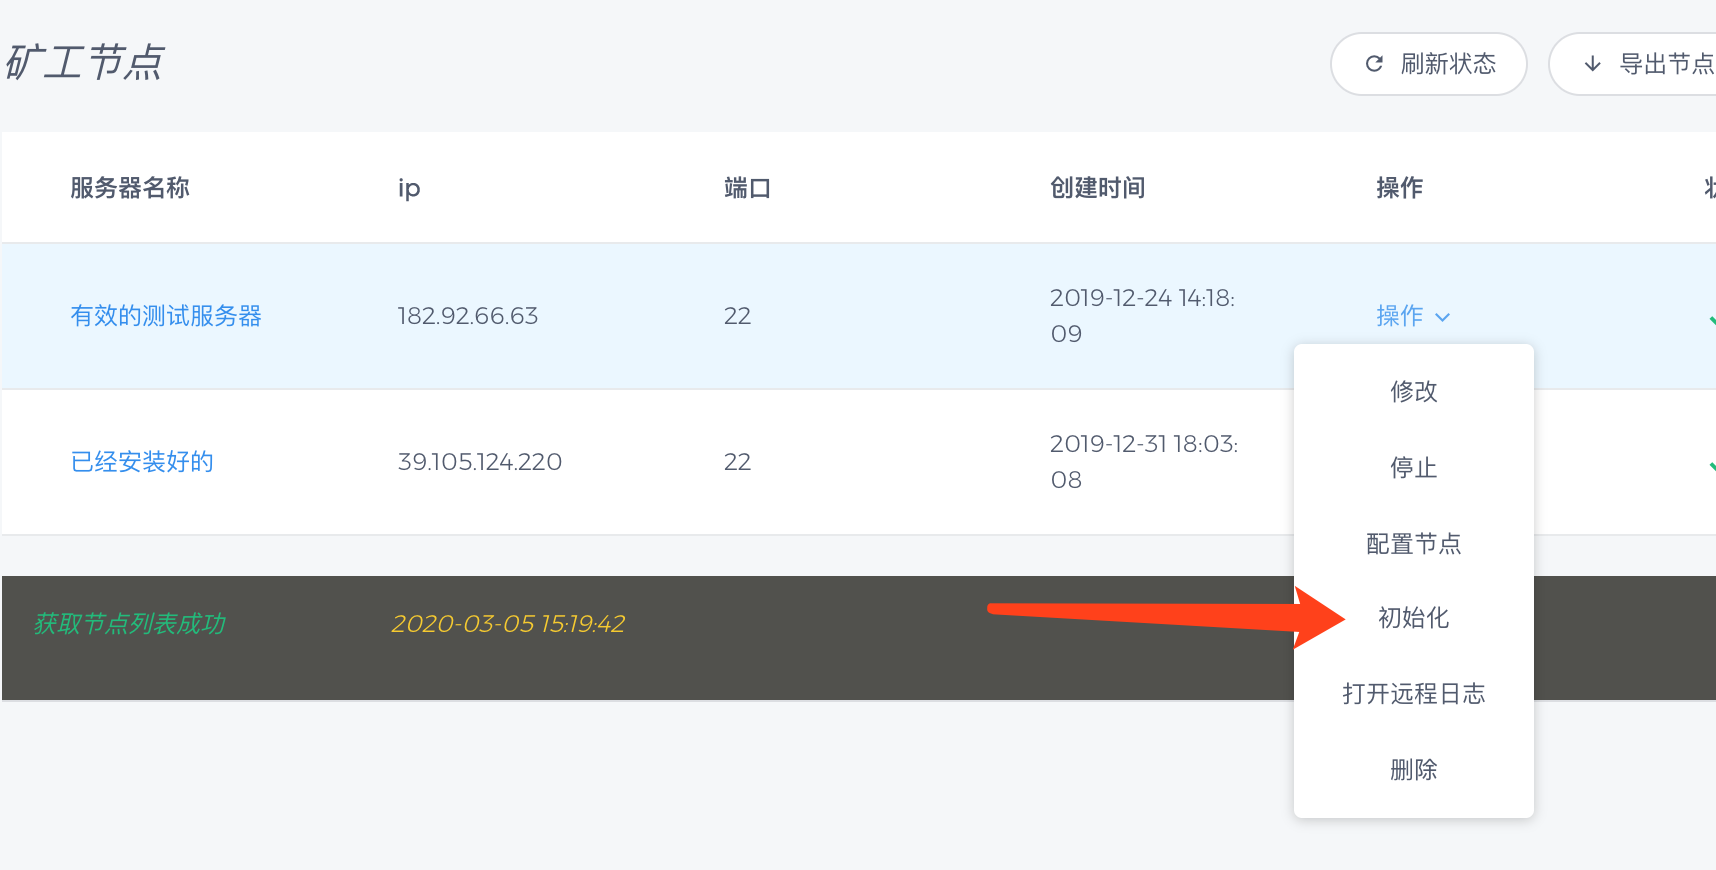 矿工节点
刷新状态
导出节点
服务器名称
ip
端口
创建时间
操作
有效的测试服务器
182.92.66.63
22
2019-12-24 14:18:
09
操作
已经安装好的
39.105.124.220
22
2019-12-31 18:03:
08
修改
停止
配置节点
初始化
打开远程日志
删除
获取节点列表成功
2020-03-05 15:19:42